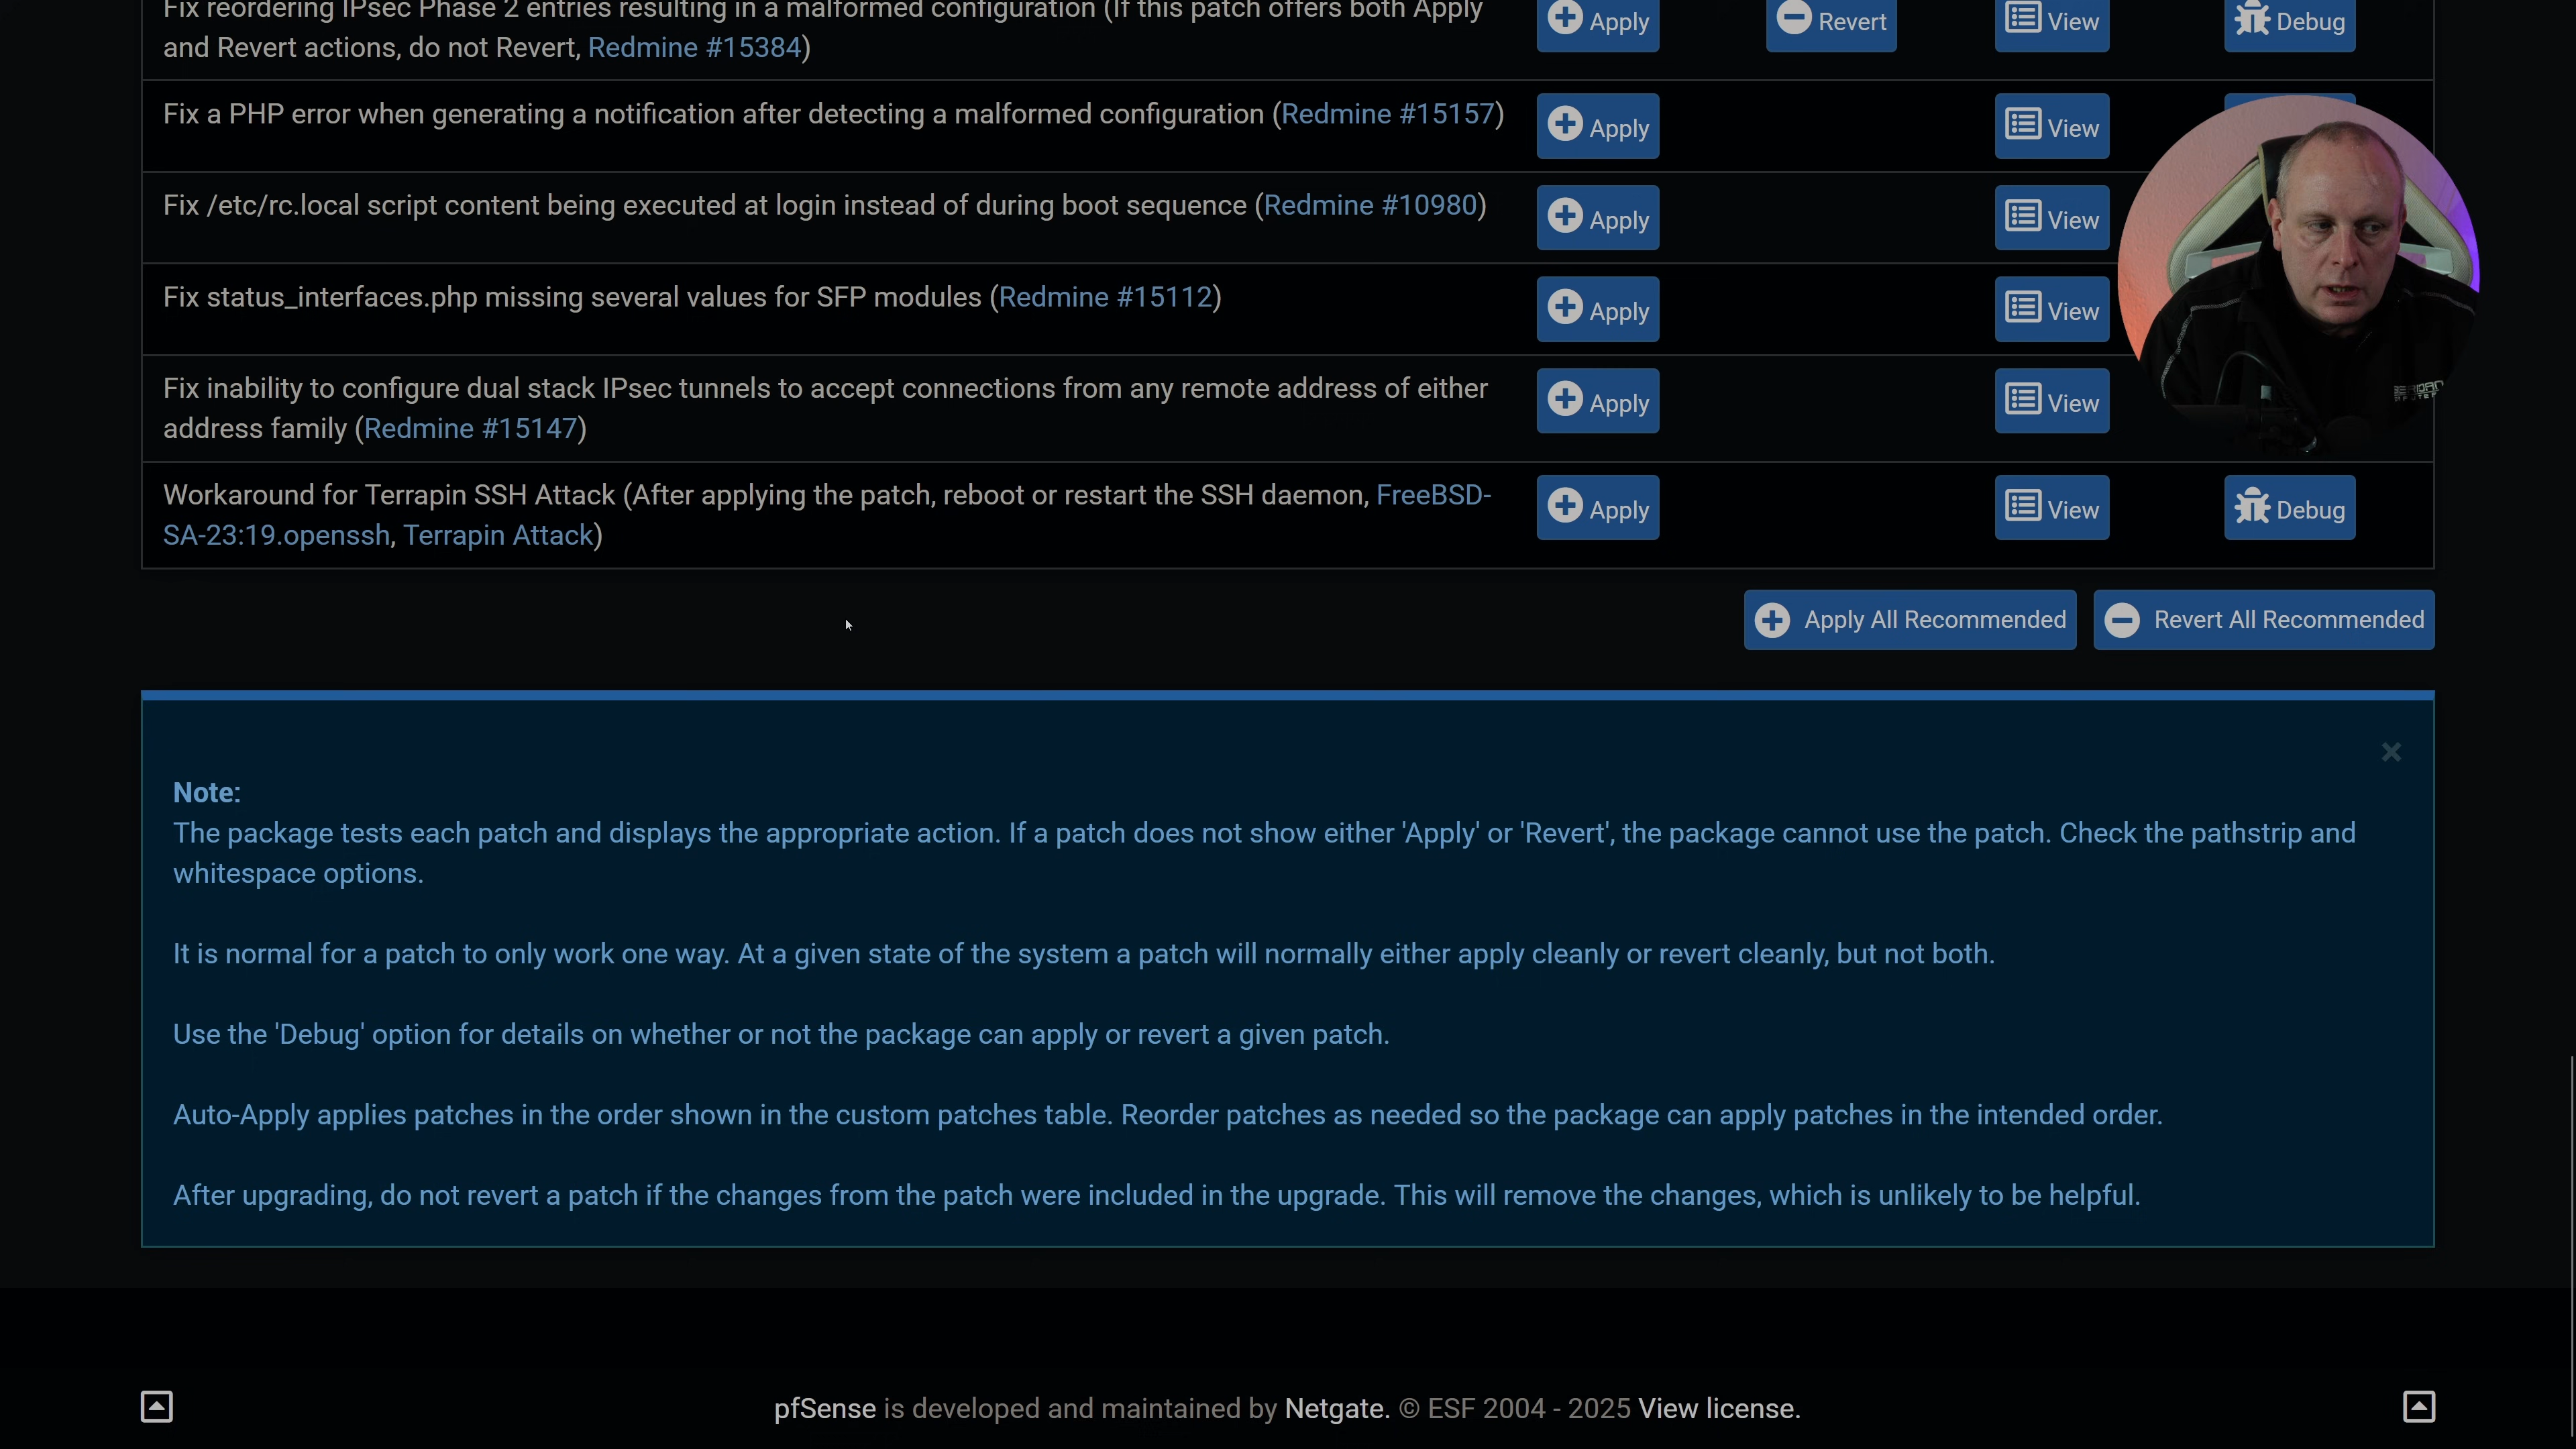 Fix reordering IPsec Phase 2 entries resulting in a malformed configuration (If this patch offers both Apply
and Revert actions, do not Revert, Redmine #15384)
Apply
Revert
View
Debug
Fix a PHP error when generating a notification after detecting a malformed configuration (Redmine #15157)
Apply
View
Fix /etc/rc.local script content being executed at login instead of during boot sequence (Redmine #10980)
Apply
View
Fix status_interfaces.php missing several values for SFP modules (Redmine #15112)
Apply
View
Fix inability to configure dual stack IPsec tunnels to accept connections from any remote address of either
address family (Redmine #15147)
Apply
View
Workaround for Terrapin SSH Attack (After applying the patch, reboot or restart the SSH daemon, FreeBSD-
SA-23:19.openssh, Terrapin Attack)
Apply
View
Debug
Apply All Recommended
Revert All Recommended
Note:
The package tests each patch and displays the appropriate action. If a patch does not show either 'Apply' or 'Revert', the package cannot use the patch. Check the pathstrip and
whitespace options.
It is normal for a patch to only work one way. At a given state of the system a patch will normally either apply cleanly or revert cleanly, but not both.
Use the 'Debug' option for details on whether or not the package can apply or revert a given patch.
Auto-Apply applies patches in the order shown in the custom patches table. Reorder patches as needed so the package can apply patches in the intended order.
After upgrading, do not revert a patch if the changes from the patch were included in the upgrade. This will remove the changes, which is unlikely to be helpful.
pfSense is developed and maintained by Netgate. © ESF 2004 - 2025 View license.